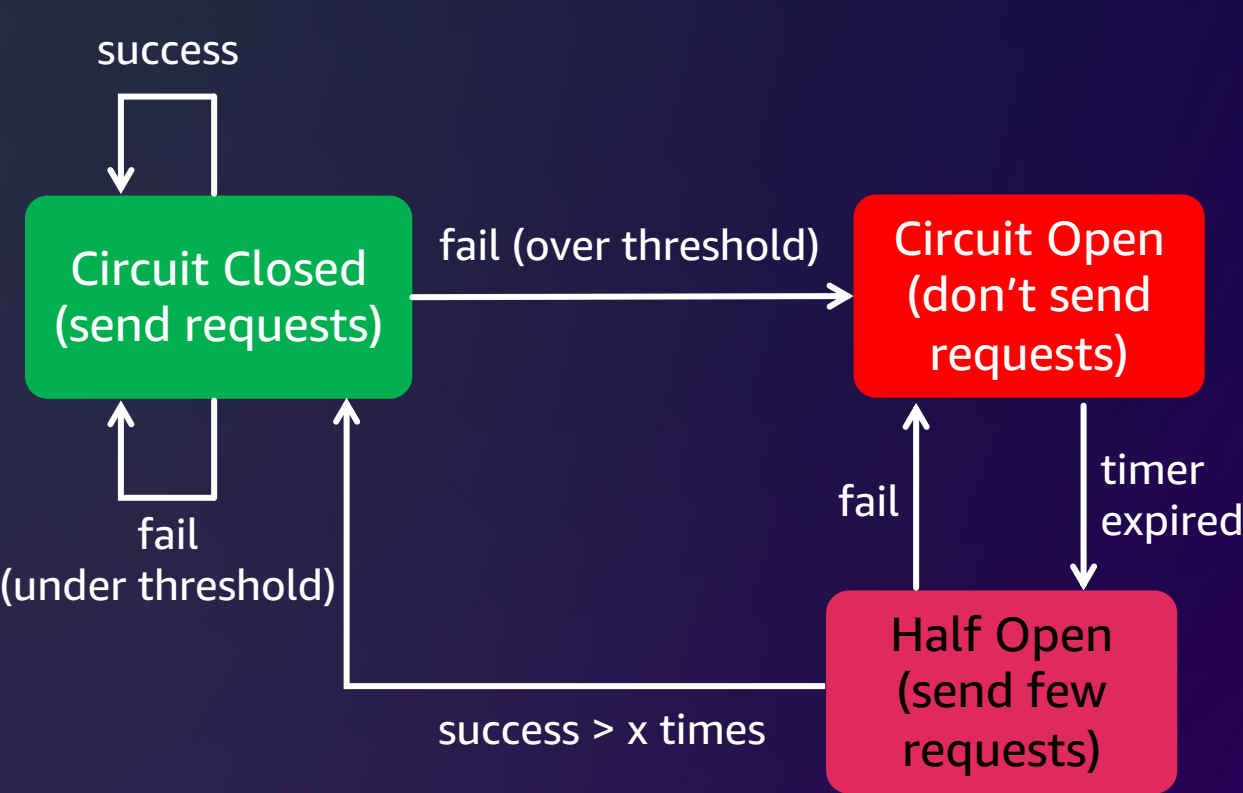 success
Circuit Closed
(send requests)
fail (over threshold)
Circuit Open
(don’t send
requests)
fail
(under threshold)
fail
timer
expired
success > x times
Half Open
(send few
requests)